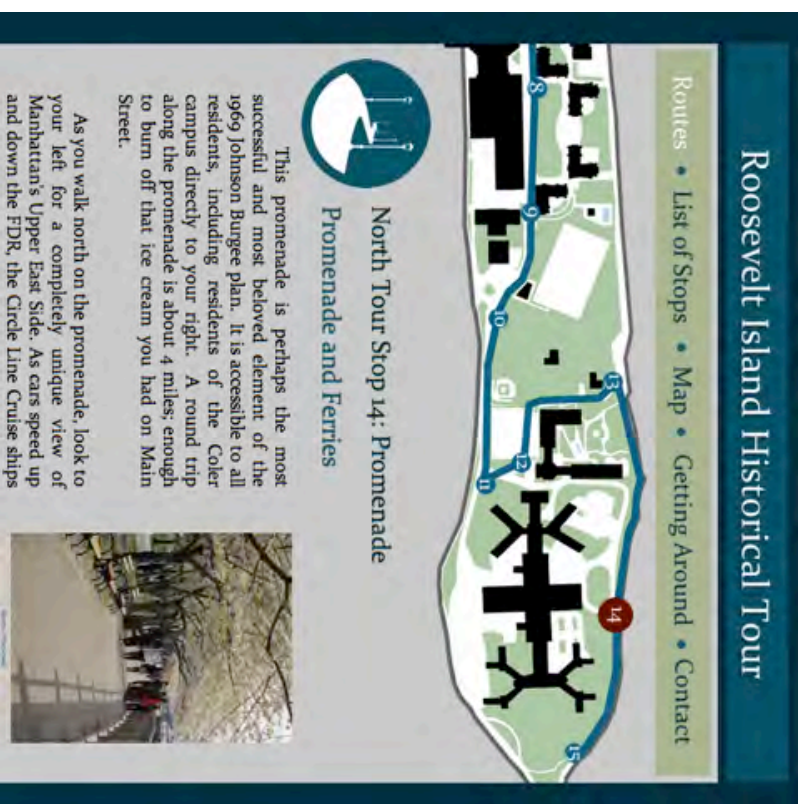 Roosevelt Island Historical Tour
Routes • List of Stops • Map • Getting Around • Contact
8
9
10
11
12
13
14
15
North Tour Stop 14: Promenade
Promenade and Ferries
This promenade is perhaps the most
successful and most beloved element of the
1969 Johnson Burgee plan. It is accessible to all
residents, including residents of the Coler
campus directly to your right. A round trip
along the promenade is about 4 miles; enough
to burn off that ice cream you had on Main
Street.
As you walk north on the promenade, look to
your left for a completely unique view of
Manhattan's Upper East Side. As cars speed up
and down the FDR, the Circle Line Cruise ships